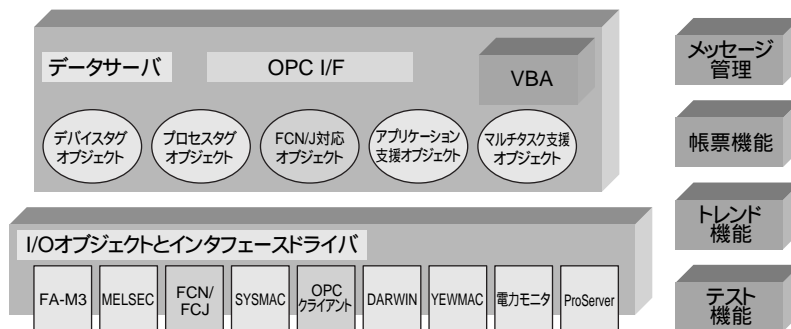 データサーバ
OPC I/F
VBA
デバイスタグ
オブジェクト
プロセスタグ
オブジェクト
FCN/J対応
オブジェクト
アプリケーション
支援オブジェクト
マルチタスク支援
オブジェクト
I/Oオブジェクトとインタフェースドライバ
FA-M3
MELSEC
FCN/
FCJ
SYSMAC
OPC
クライアント
DARWIN
YEWMAC
電力モニタ
ProServer
メッセージ
管理
帳票機能
トレンド
機能
テスト
機能